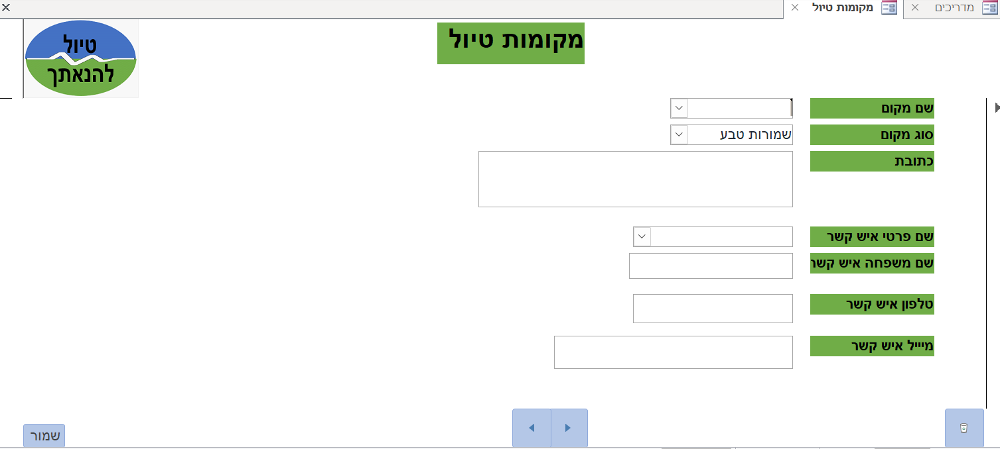 מדריכים
מקומות טיול
מקומות טיול
טיול
להנאתך
שם מקום
סוג מקום
שמורות טבע
כתובת
שם פרטי איש קשר
שם משפחה איש קשר
טלפון איש קשר
מייייל איש קשר
שמור